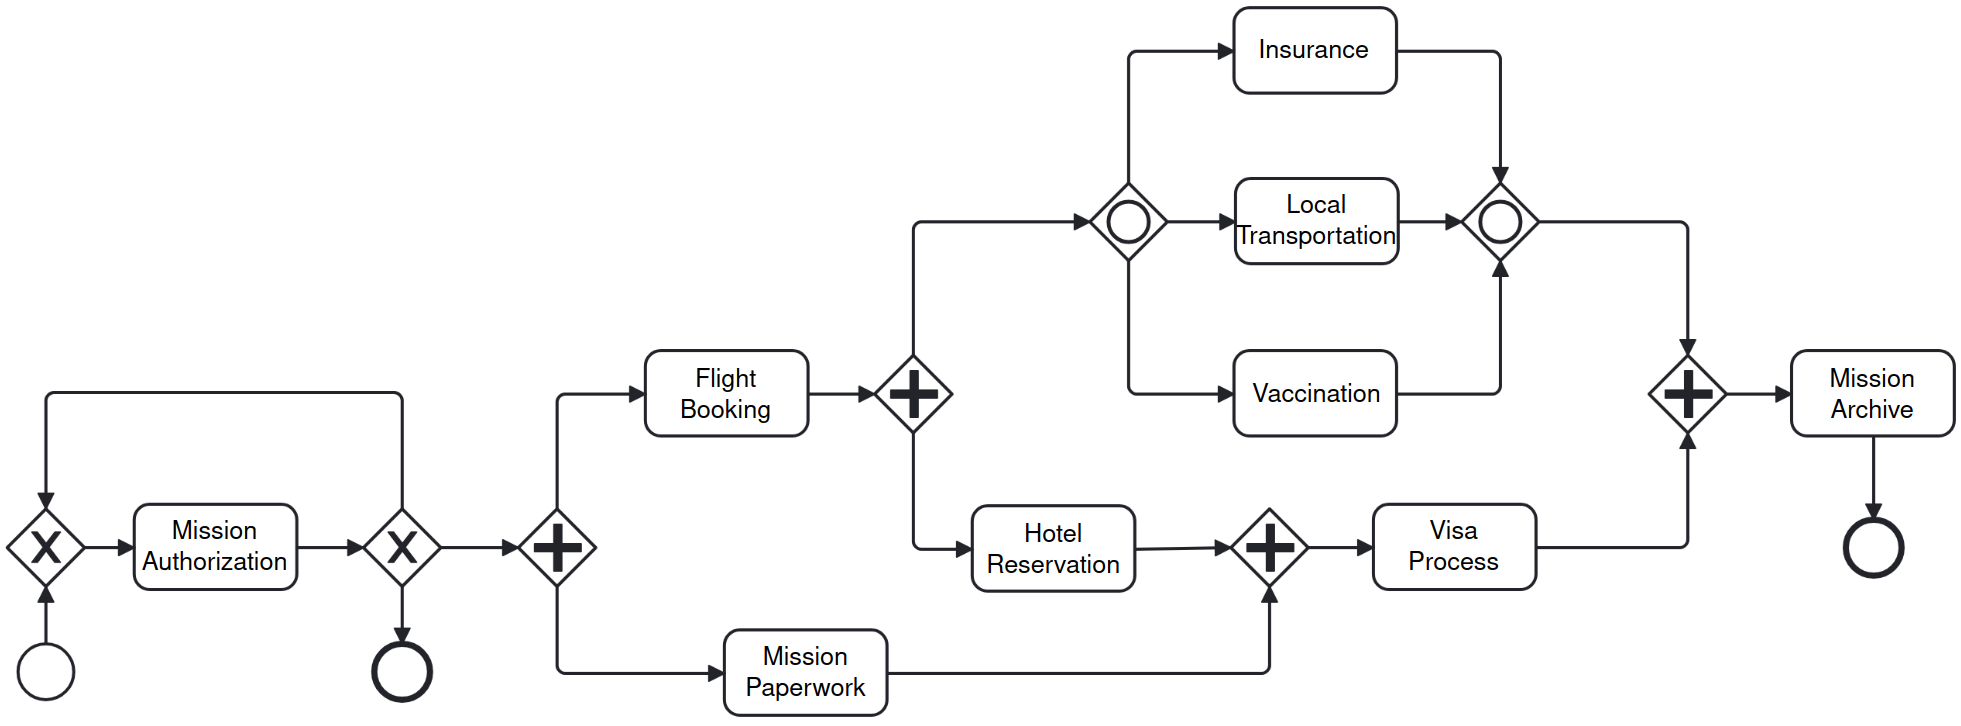 Insurance
Local
Transportation
Flight
Booking
Vaccination
Mission
Archive
X
Mission
Authorization
X
Hotel
Reservation
Visa
Process
Mission
Paperwork